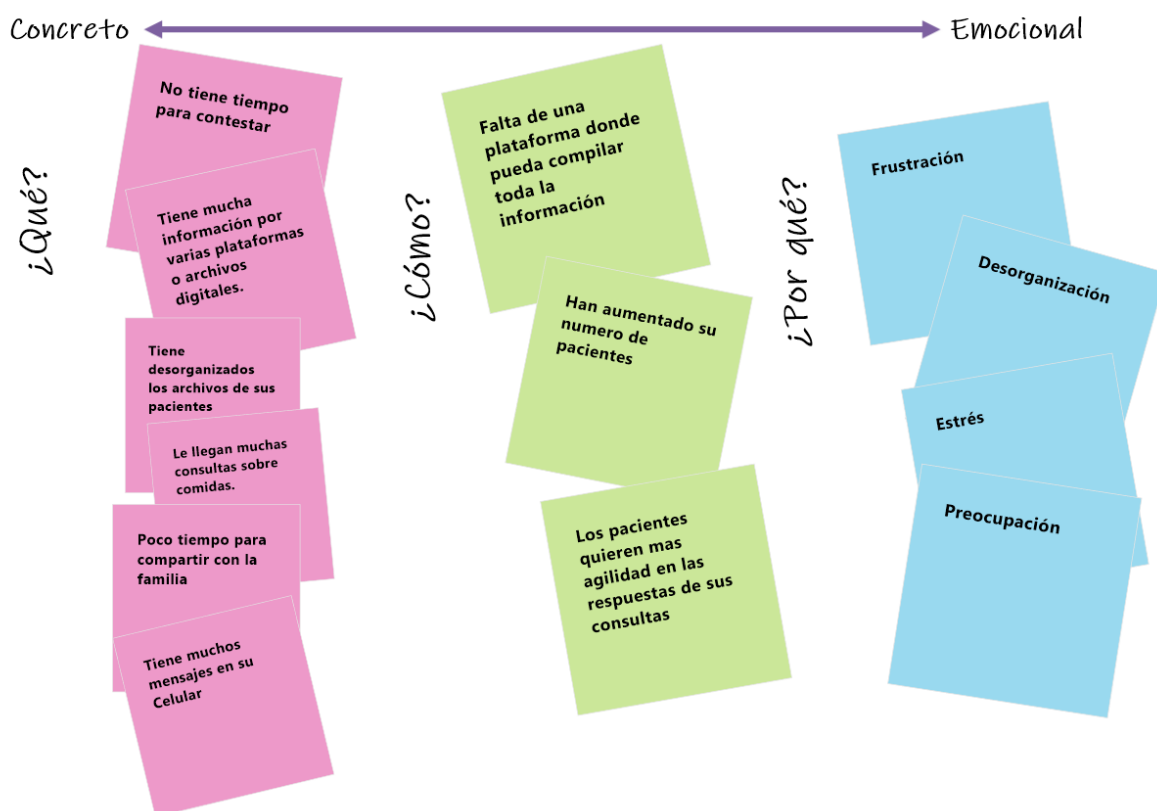 Concreto
Emocional
¿Qué?
No tiene tiempo
para contestar
Tiene mucha
información por
varias plataformas
o archivos
digitales.
Tiene
desorganizados
los archivos de sus
pacientes
Le llegan muchas
consultas sobre
comidas.
Poco tiempo para
compartir con la
familia
Tiene muchos
mensajes en su
Celular
¿Cómo?
Falta de una
plataforma donde
pueda compilar
toda la
información
Han aumentado su
numero de
pacientes
Los pacientes
quieren mas
agilidad en las
respuestas de sus
consultas
¿Por qué?
Frustración
Desorganización
Estrés
Preocupación